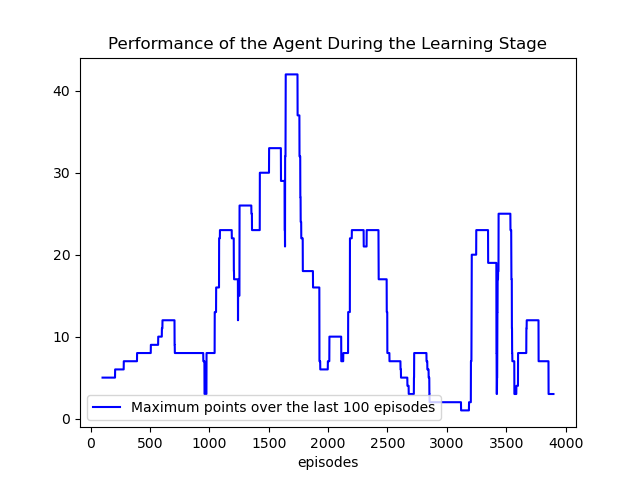 Performance of the Agent During the Learning Stage
40
30
20
10
0
Maximum points over the last 100 episodes
0 500 1000 1500 2000 2500 3000 3500 4000
episodes